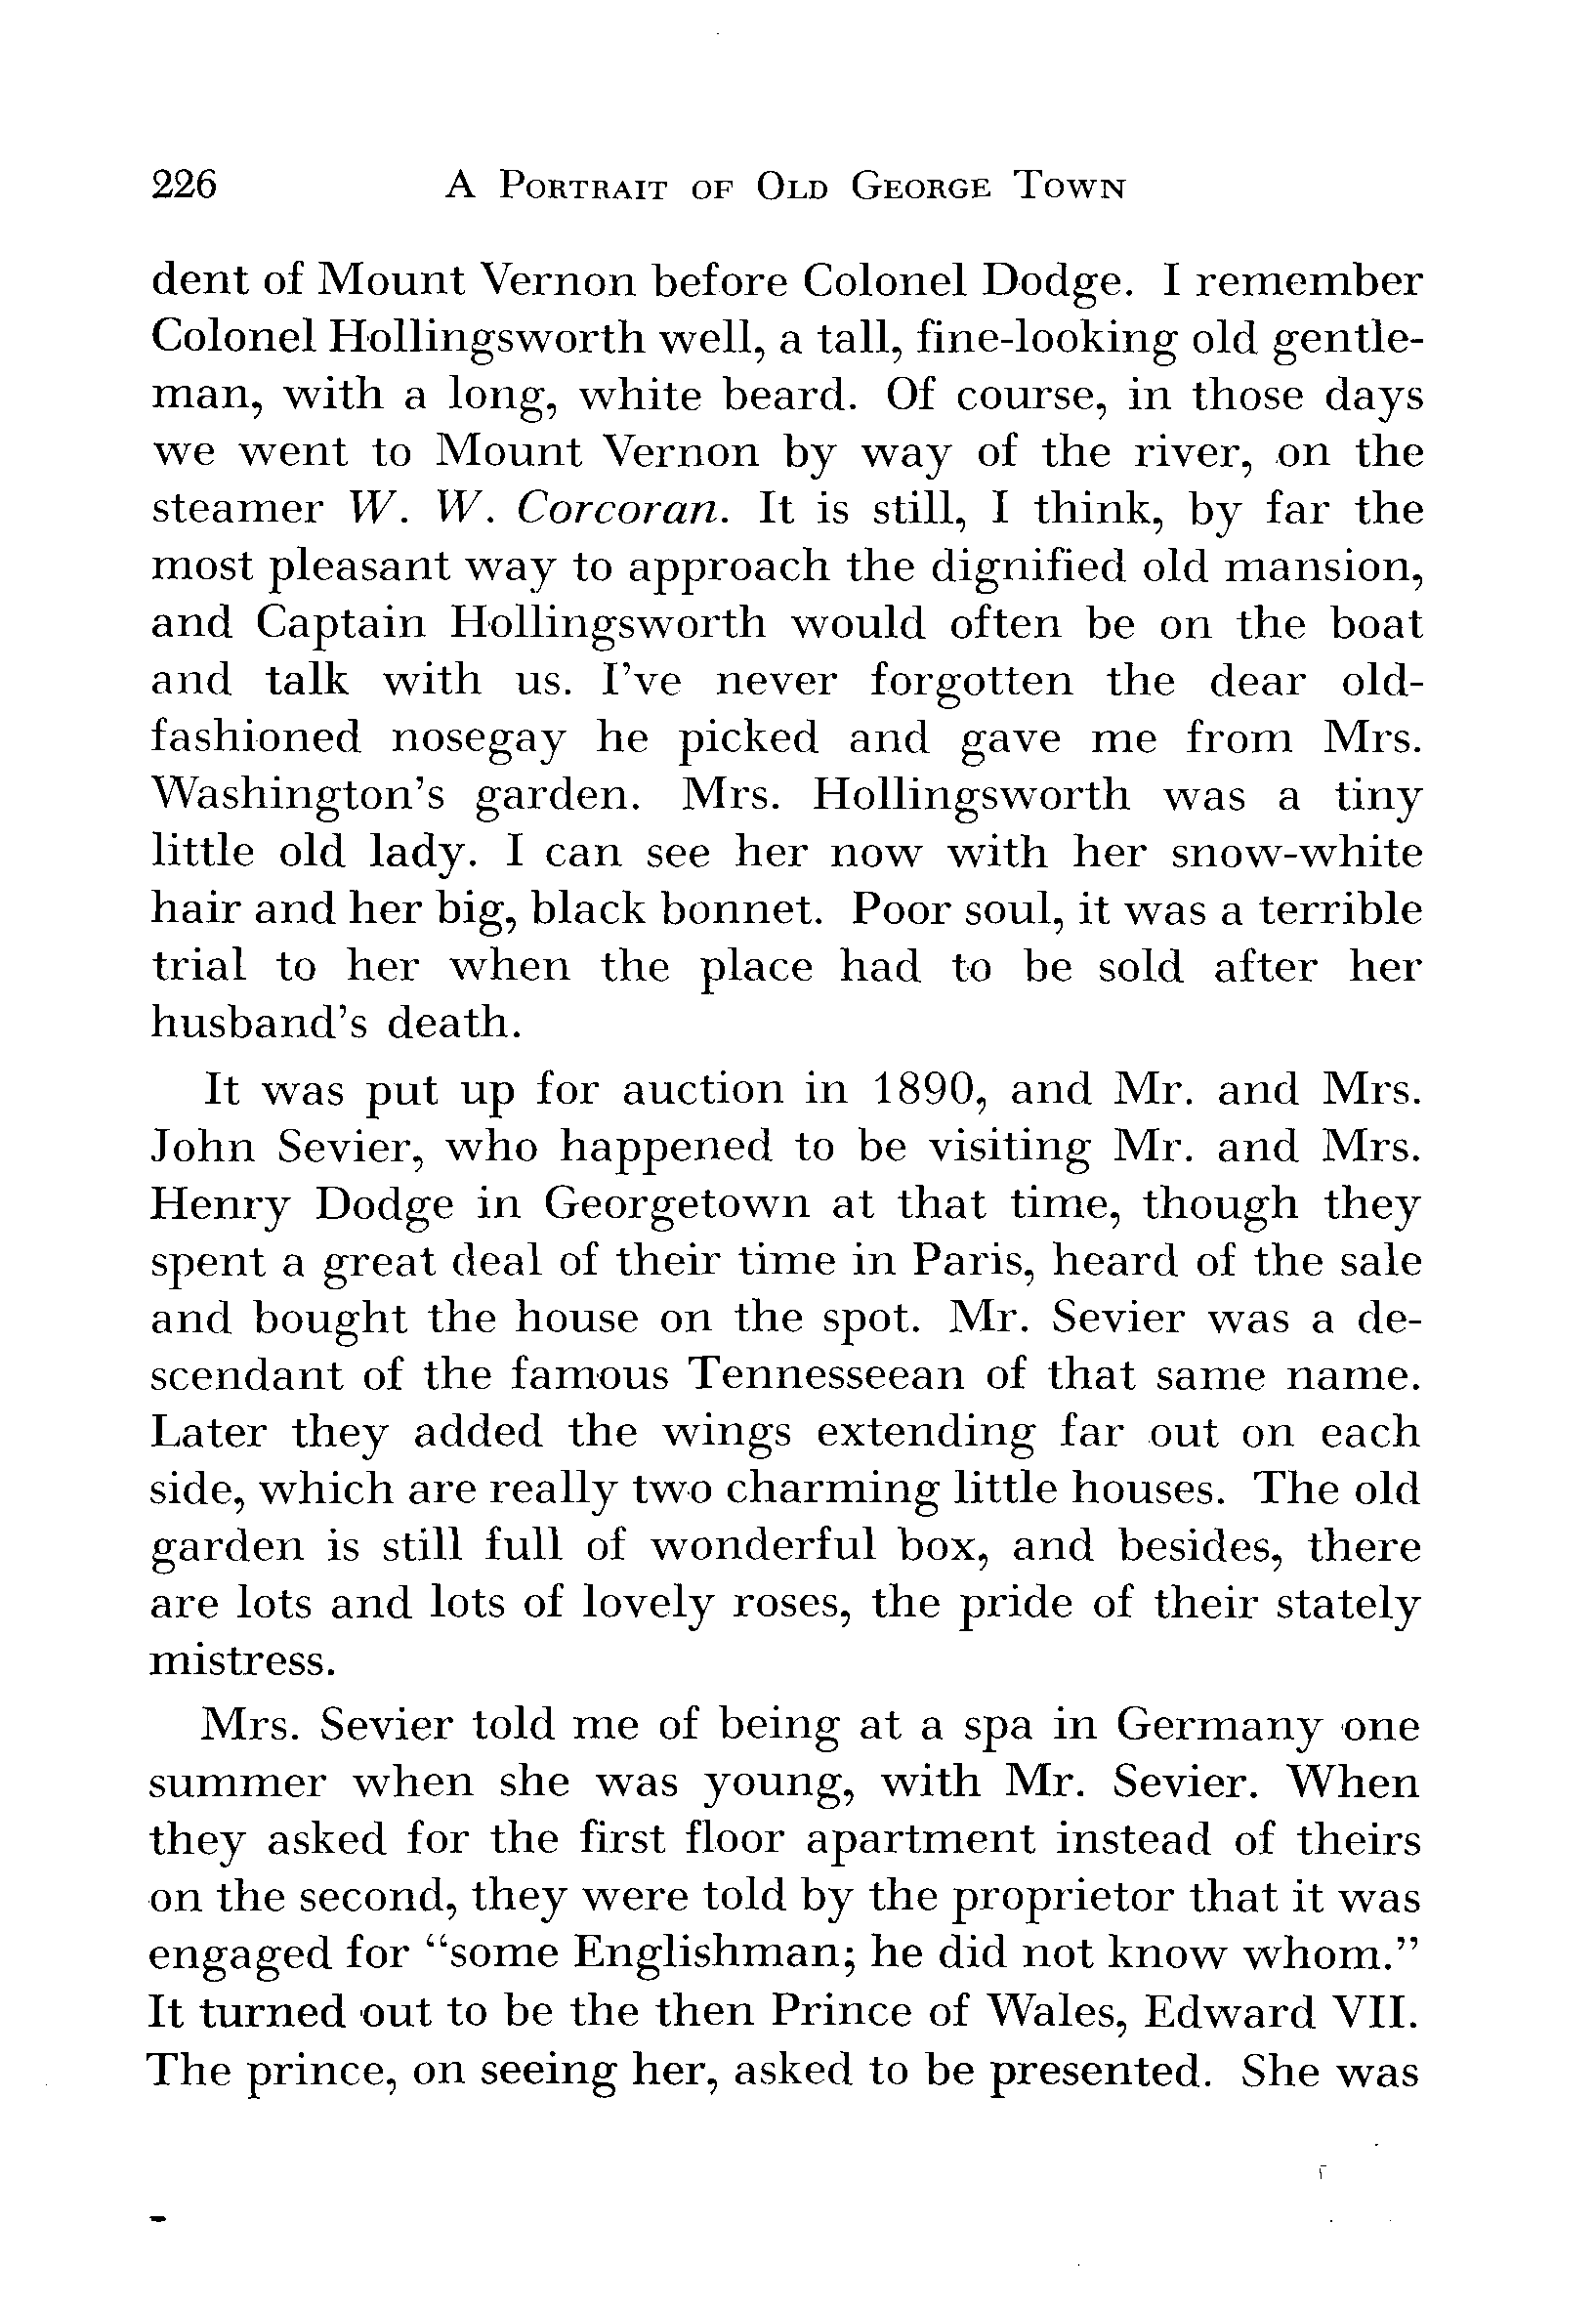 226 A Portrait of Old George Town
dent of Mount Vernon before Colonel Dodge. I remember
Colonel Hollingsworth well, a tall, fine-looking old gentle-
man, with a long, white beard. Of course, in those days
we went to Mount Vernon by way of the river, on the
steamer W. W. Corcoran. It is still, I think, by far the
most pleasant way to approach the dignified old mansion,
and Captain Hollingsworth would often be on the boat
and talk with us. I've never forgotten the dear old-
fashioned nosegay he picked and gave me from Mrs.
Washington's garden. Mrs. Hollingsworth was a tiny
little old lady. I can see her now with her snow-white
hair and her big, black bonnet. Poor soul, it was a terrible
trial to her when the place had to be sold after her
husband's death.
It was put up for auction in 1890, and Mr. and Mrs.
John Sevier, who happened to be visiting Mr. and Mrs.
Henry Dodge in Georgetown at that time, though they
spent a great deal of their time in Paris, heard of the sale
and bought the house on the spot. Mr. Sevier was a de-
scendant of the famous Tennesseean of that same name.
Later they added the wings extending far out on each
side, which are really two charming little houses. The old
garden is still full of wonderful box, and besides, there
are lots and lots of lovely roses, the pride of their stately
mistress.
Mrs. Sevier told me of being at a spa in Germany one
summer when she was young, with Mr. Sevier. When
they asked for the first floor apartment instead of theirs
on the second, they were told by the proprietor that it was
engaged for “some Englishman; he did not know whom.”
It turned out to be the then Prince of Wales, Edward VII.
The prince, on seeing her, asked to be presented. She was